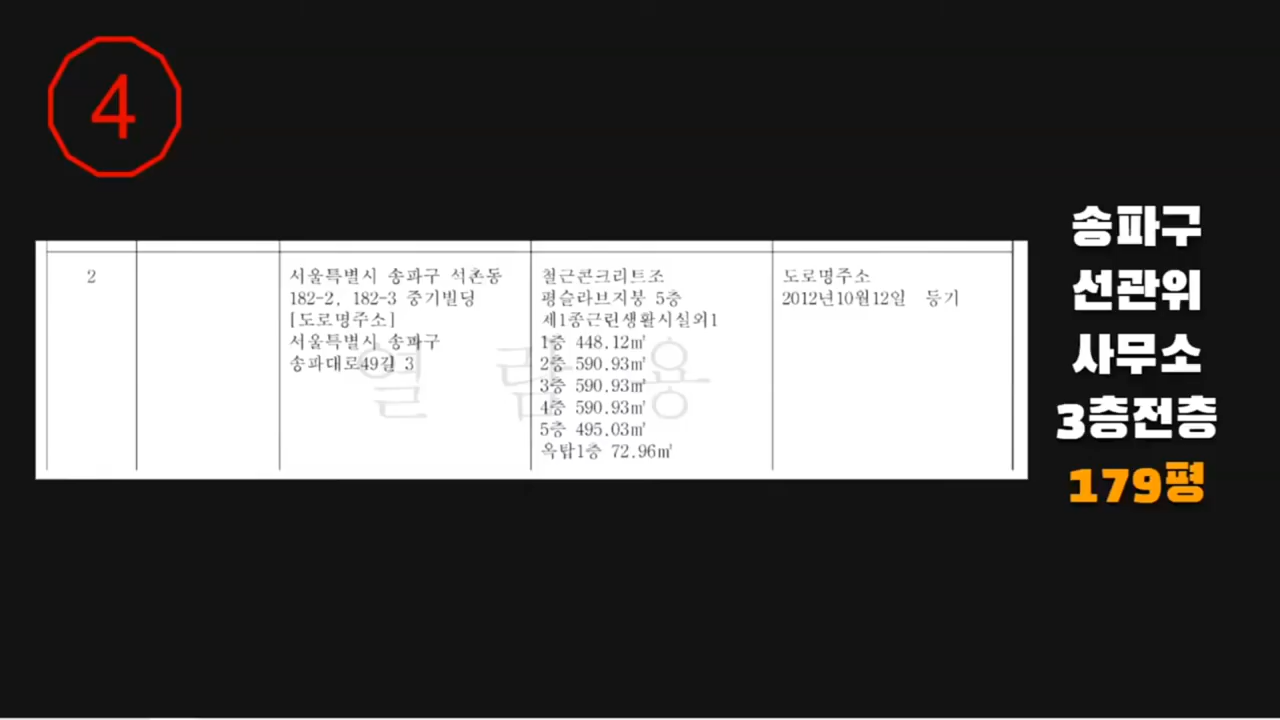 4
2
서울특별시 송파구 석촌동
182-2, 182-3 중기빌딩
[도로명주소]
서울특별시 송파구
송파대로49길 3
철근콘크리트조
평슬라브지붕 5층
제1종근린생활시실외1
1층 448.12㎡
2층 590.93㎡
3층 590.93㎡
4층 590.93㎡
5층 495.03㎡
옥탑1층 72.96㎡
도로명주소
2012년10월12일 등기
열 람 용
송파구
선관위
사무소
3층전층
179평